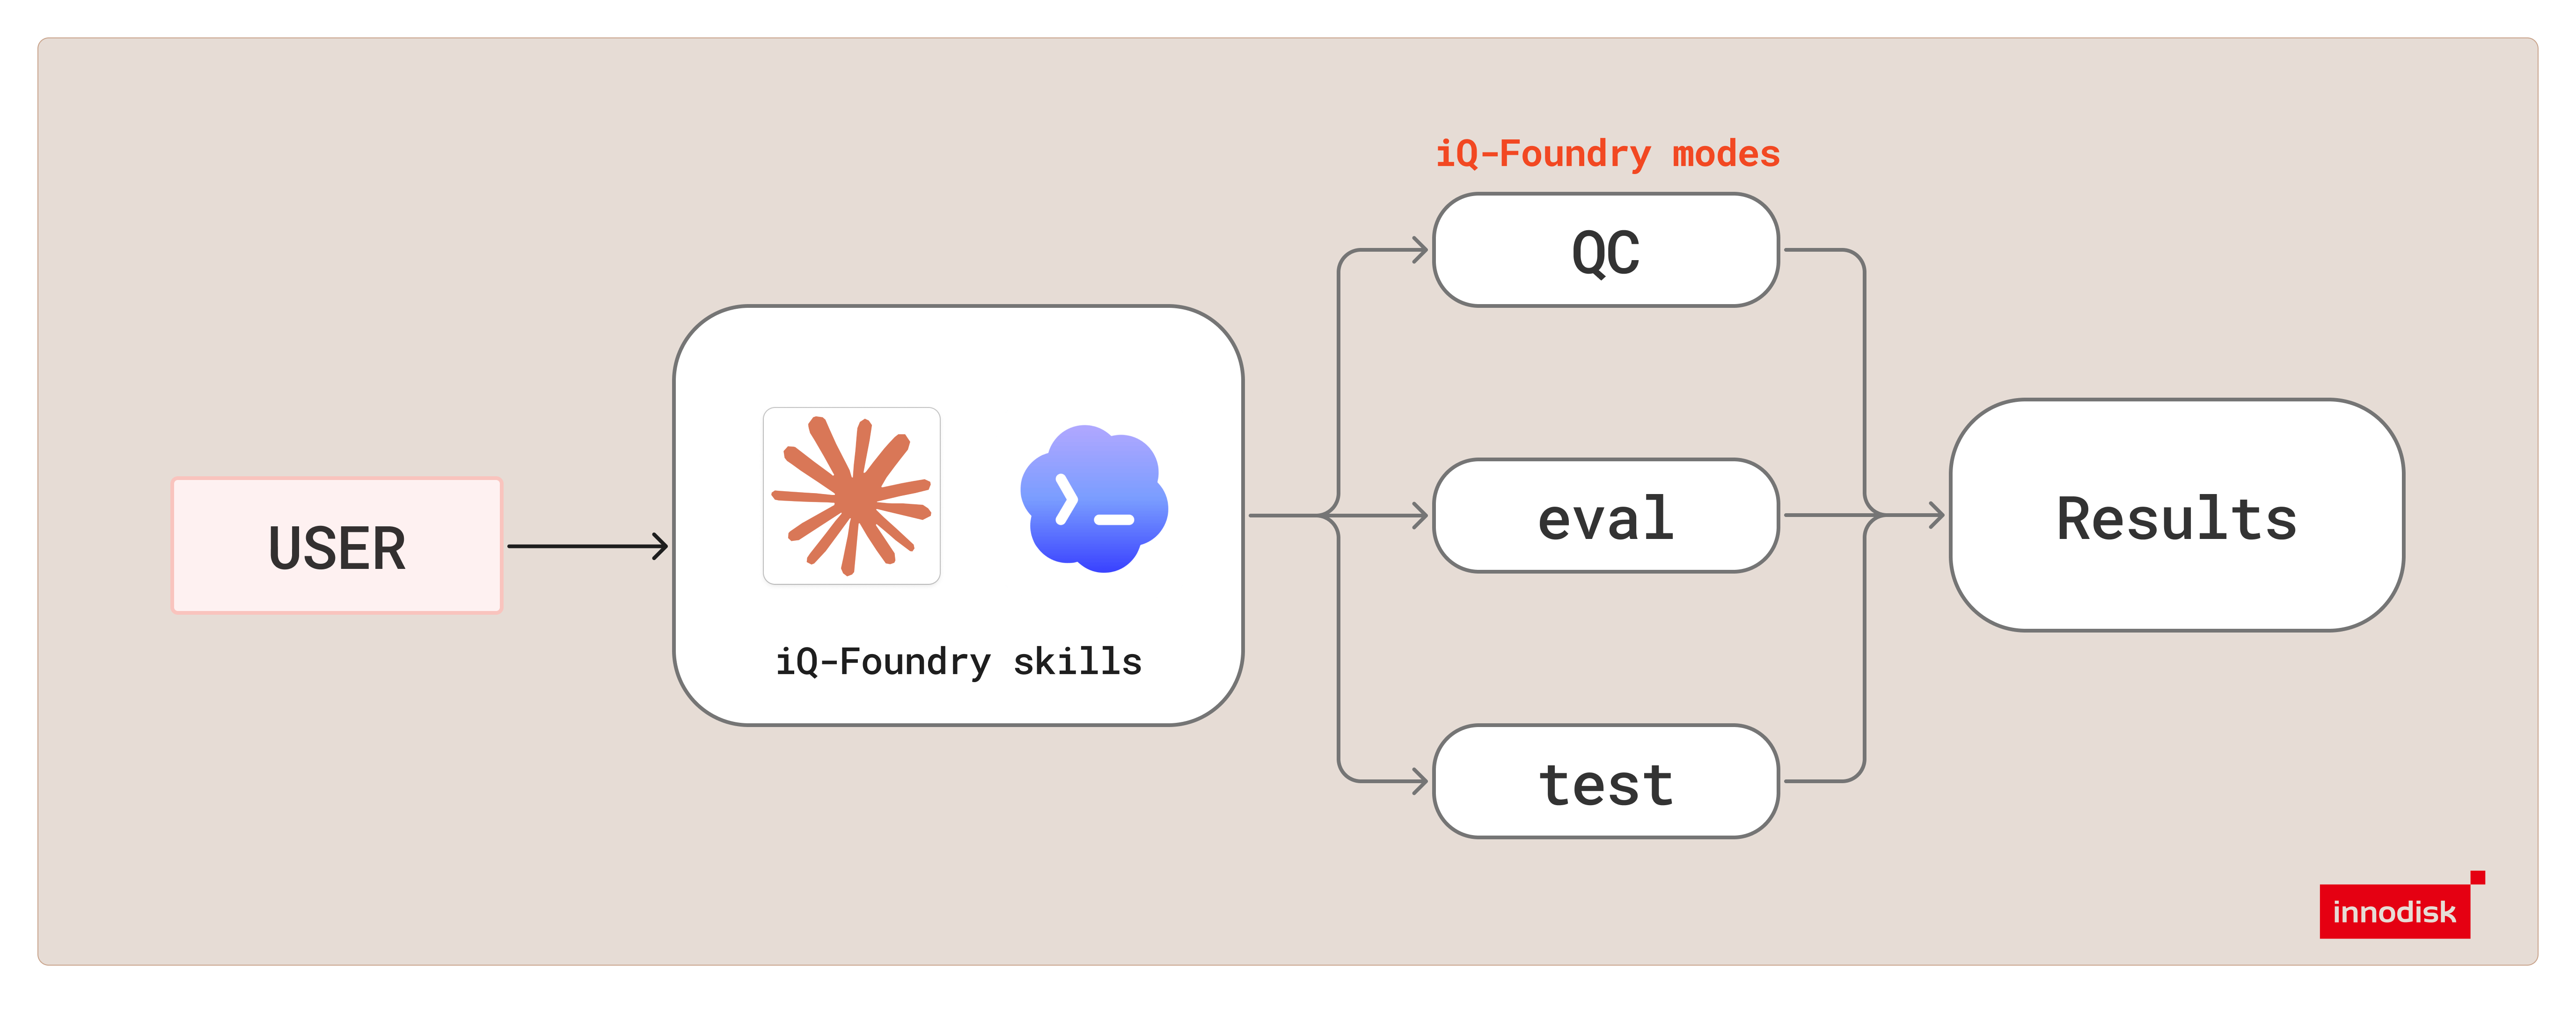 USER
iQ-Foundry skills
iQ-Foundry modes
QC
eval
test
Results
innodisk